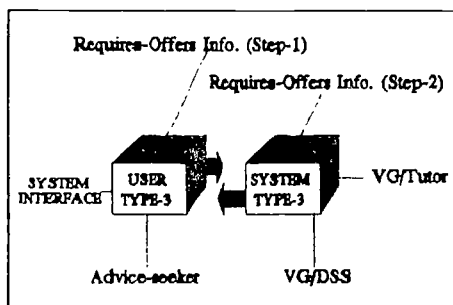 Requires-Offers Info. (Step-1)
Requires-Offers Info. (Step-2)
SYSTEM
INTERFACE
USER
TYPE-3
SYSTEM
TYPE-3
VG/Tutor
Advice-seeker
VG/DSS